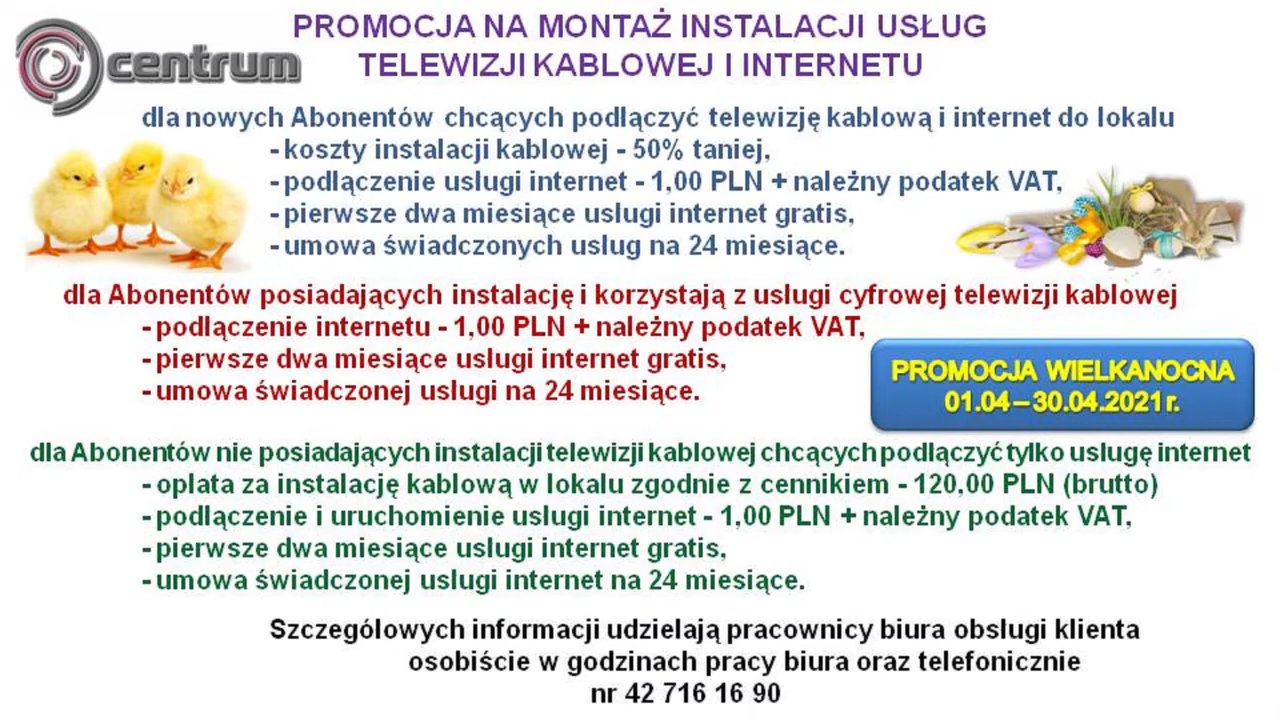 PROMOCJA NA MONTAŻ INSTALACJI USŁUG
TELEWIZJI KABLOWEJ I INTERNETU
centrum
dla nowych Abonentów chcących podłączyć telewizję kablową i internet do lokalu
- koszty instalacji kablowej - 50% taniej,
- podłączenie usługi internet - 1,00 PLN + należny podatek VAT,
- pierwsze dwa miesiące usługi internet gratis,
- umowa świadczonych usług na 24 miesiące.
dla Abonentów posiadających instalację i korzystają z usługi cyfrowej telewizji kablowej
- podłączenie internetu - 1,00 PLN + należny podatek VAT,
- pierwsze dwa miesiące usługi internet gratis,
- umowa świadczonej usługi na 24 miesiące.
PROMOCJA WIELKANOCNA
01.04 – 30.04.2021 r.
dla Abonentów nie posiadających instalacji telewizji kablowej chcących podłączyć tylko usługę internet
- opłata za instalację kablową w lokalu zgodnie z cennikiem - 120,00 PLN (brutto)
- podłączenie i uruchomienie usługi internet - 1,00 PLN + należny podatek VAT,
- pierwsze dwa miesiące usługi internet gratis,
- umowa świadczonej usługi internet na 24 miesiące.
Szczegółowych informacji udzielają pracownicy biura obsługi klienta
osobiście w godzinach pracy biura oraz telefonicznie
nr 42 716 16 90